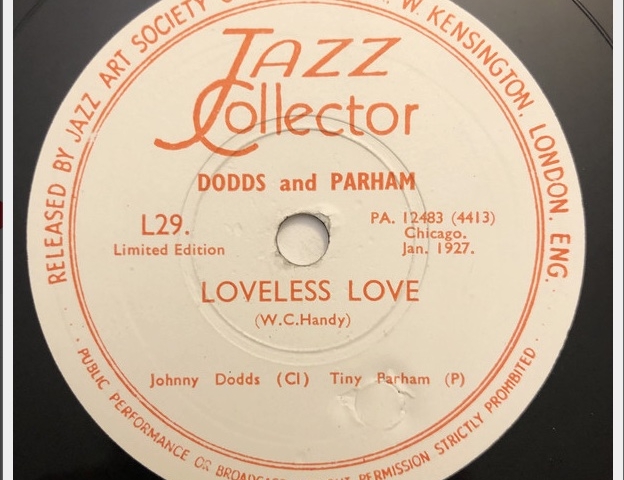 RELEASED BY JAZZ ART SOCIETY W. KENSINGTON. LONDON. ENG.
JAZZ
Collector
DODDS and PARHAM
L29.
Limited Edition
PA. 12483 (4413)
Chicago.
Jan. 1927.
LOVELESS LOVE
(W.C.Handy)
Johnny Dodds (Cl) Tiny Parham (P)
· PUBLIC PERFORMANCE OR PERMISSION STRICTLY PROHIBITED ·